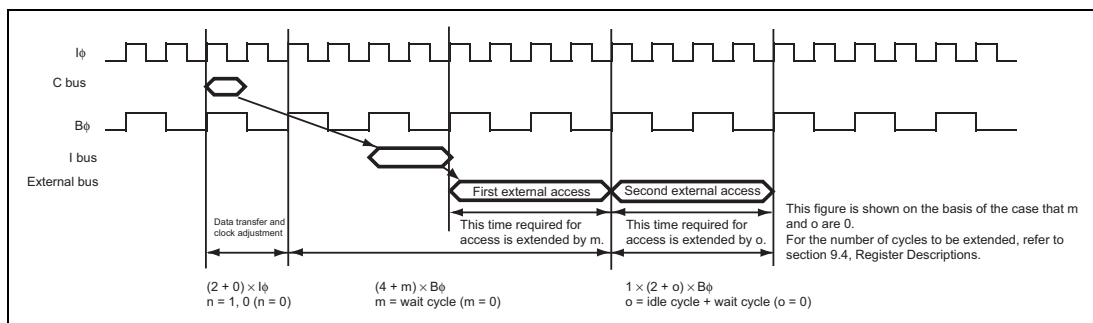 Iφ
C bus
Bφ
I bus
External bus
First external access
Second external access
Data transfer and
clock adjustment
This time required for
access is extended by m.
This time required for
access is extended by o.
This figure is shown on the basis of the case that m
and o are 0.
For the number of cycles to be extended, refer to
section 9.4, Register Descriptions.
(2 + 0) × Iφ
n = 1, 0 (n = 0)
(4 + m) × Bφ
m = wait cycle (m = 0)
1 × (2 + o) × Bφ
o = idle cycle + wait cycle (o = 0)